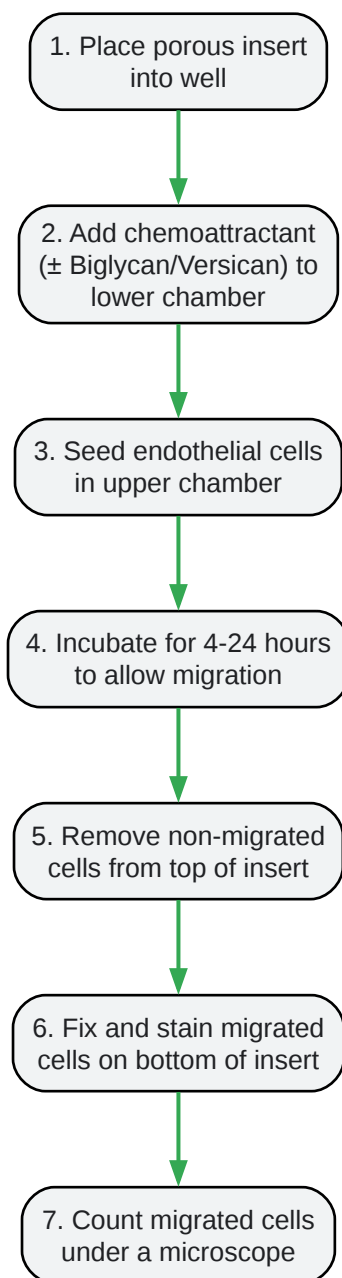 1. Place porous insert
into well
2. Add chemoattractant
(± Biglycan/Versican) to
lower chamber
3. Seed endothelial cells
in upper chamber
4. Incubate for 4-24 hours
to allow migration
5. Remove non-migrated
cells from top of insert
6. Fix and stain migrated
cells on bottom of insert
7. Count migrated cells
under a microscope